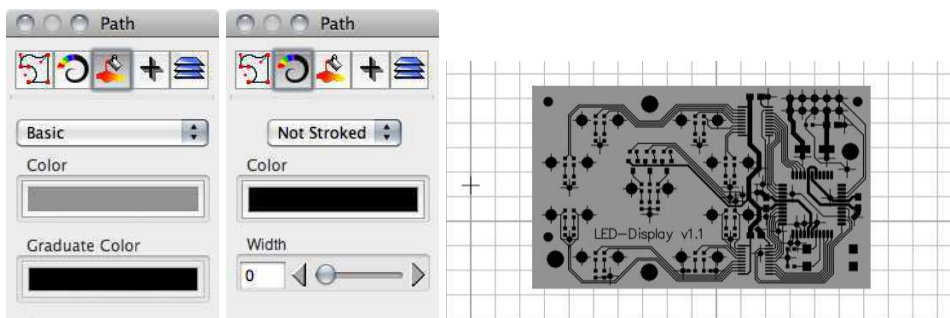 Path
Basic
Color
Graduate Color
Path
Not Stroked
Color
Width
0
LED-Display v1.1